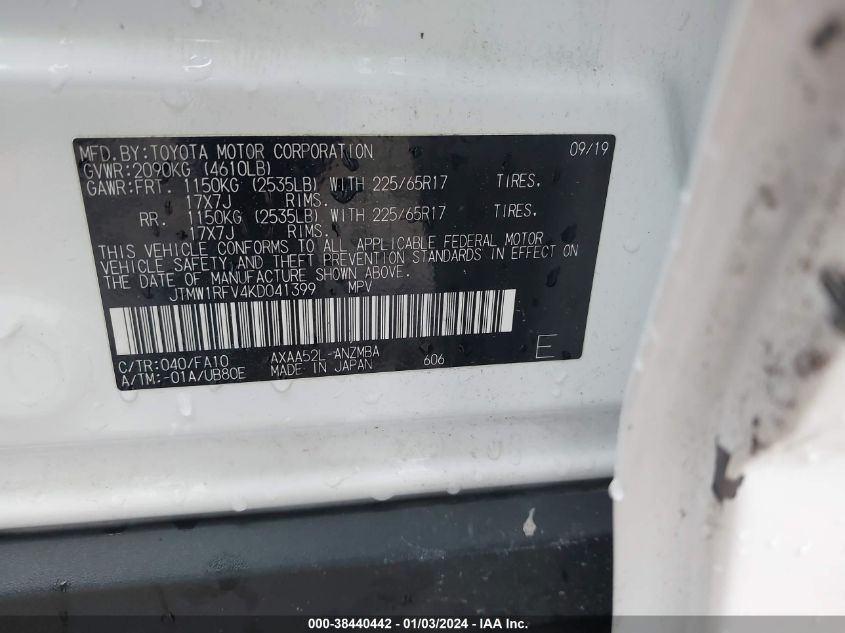 MFD.BY:TOYOTA MOTOR CORPORATION 09/19
GVWR:2090KG (4610LB)
GAWR:FRT. 1150KG (2535LB) WITH 225/65R17 TIRES.
17X7J RIMS.
RR. 1150KG (2535LB) WITH 225/65R17 TIRES.
17X7J RIMS.
THIS VEHICLE CONFORMS TO ALL APPLICABLE FEDERAL MOTOR
VEHICLE SAFETY AND THEFT PREVENTION STANDARDS IN EFFECT ON
THE DATE OF MANUFACTURE SHOWN ABOVE.
JTMW1RFV4KD041399 MPV
C/TR:040/FA10 AXAA52L-ANZMBA E
A/TM:-01A/UB80E MADE IN JAPAN 606
000-38440442 - 01/03/2024 - IAA Inc.